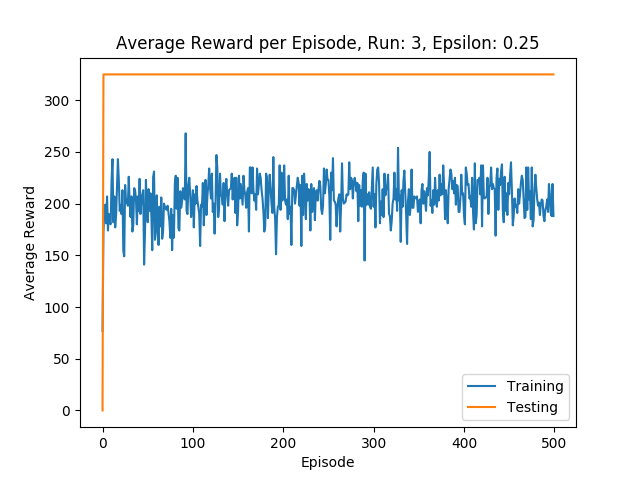 Average Reward per Episode, Run: 3, Epsilon: 0.25
Average Reward
300
250
200
150
100
50
0
0 100 200 300 400 500
Episode
Training
Testing